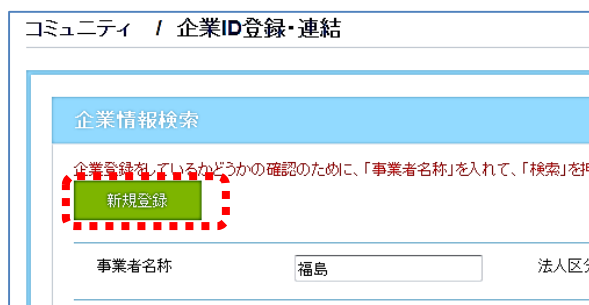 コミュニティ / 企業ID登録・連結
企業情報検索
企業登録をしているかどうかの確認のために、「事業者名称」を入れて、「検索」を押
新規登録
事業者名称 福島 法人区分